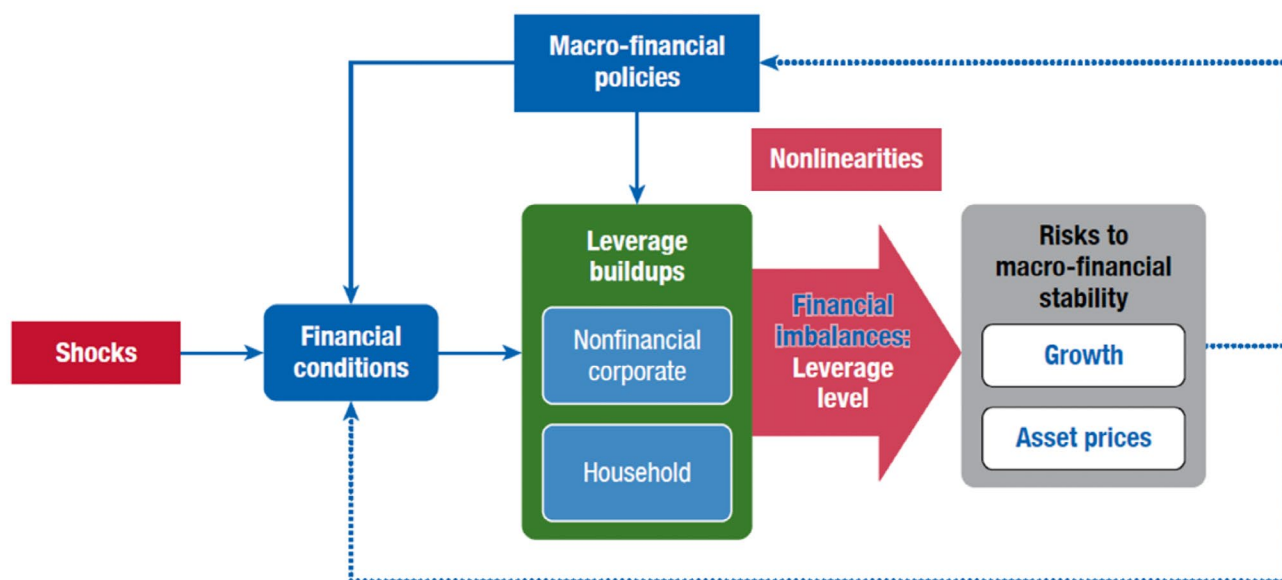 Macro-financial
policies
Nonlinearities
Leverage
buildups
Nonfinancial
corporate
Household
Shocks
Financial
conditions
Financial
imbalances:
Leverage
level
Risks to
macro-financial
stability
Growth
Asset prices